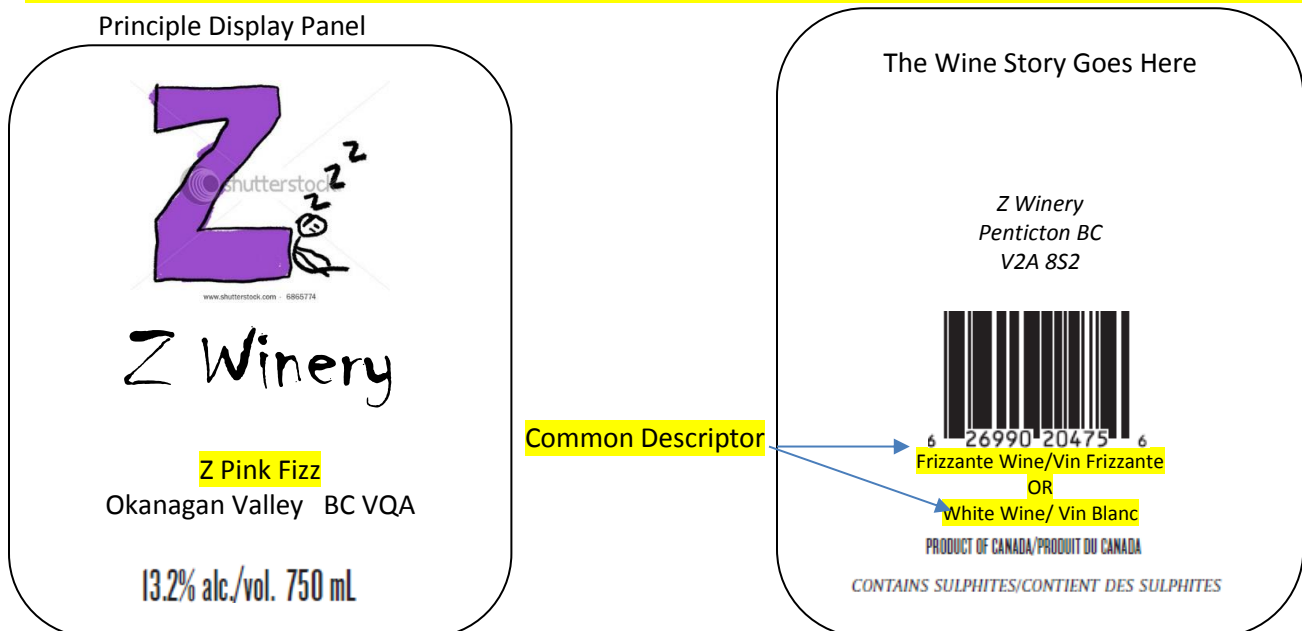 Principle Display Panel
shutterstock
z
z
z
z
www.shutterstock.com · 6865774
Z Winery
Z Pink Fizz
Okanagan Valley BC VQA
13.2% alc./vol. 750 mL
Common Descriptor
The Wine Story Goes Here
Z Winery
Penticton BC
V2A 8S2
6 26990 20475 6
Frizzante Wine/Vin Frizzante
OR
White Wine/ Vin Blanc
PRODUCT OF CANADA/PRODUIT DU CANADA
CONTAINS SULPHITES/CONTIENT DES SULPHITES